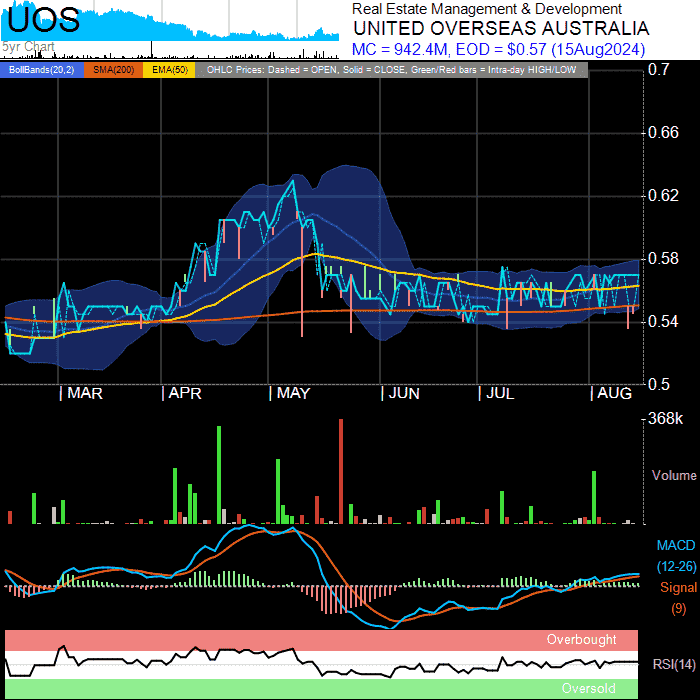 UOS
5yr Chart
Real Estate Management & Development
UNITED OVERSEAS AUSTRALIA
MC = 942.4M, EOD = $0.57 (15Aug2024)
BollBands(20,2) SMA(200) EMA(50) OHLC Prices: Dashed = OPEN, Solid = CLOSE, Green/Red bars = Intra-day HIGH/LOW
0.7
0.66
0.62
0.58
0.54
0.5
MAR APR MAY JUN JUL AUG
368k
Volume
MACD
(12-26)
Signal
(9)
Overbought
RSI(14)
Oversold